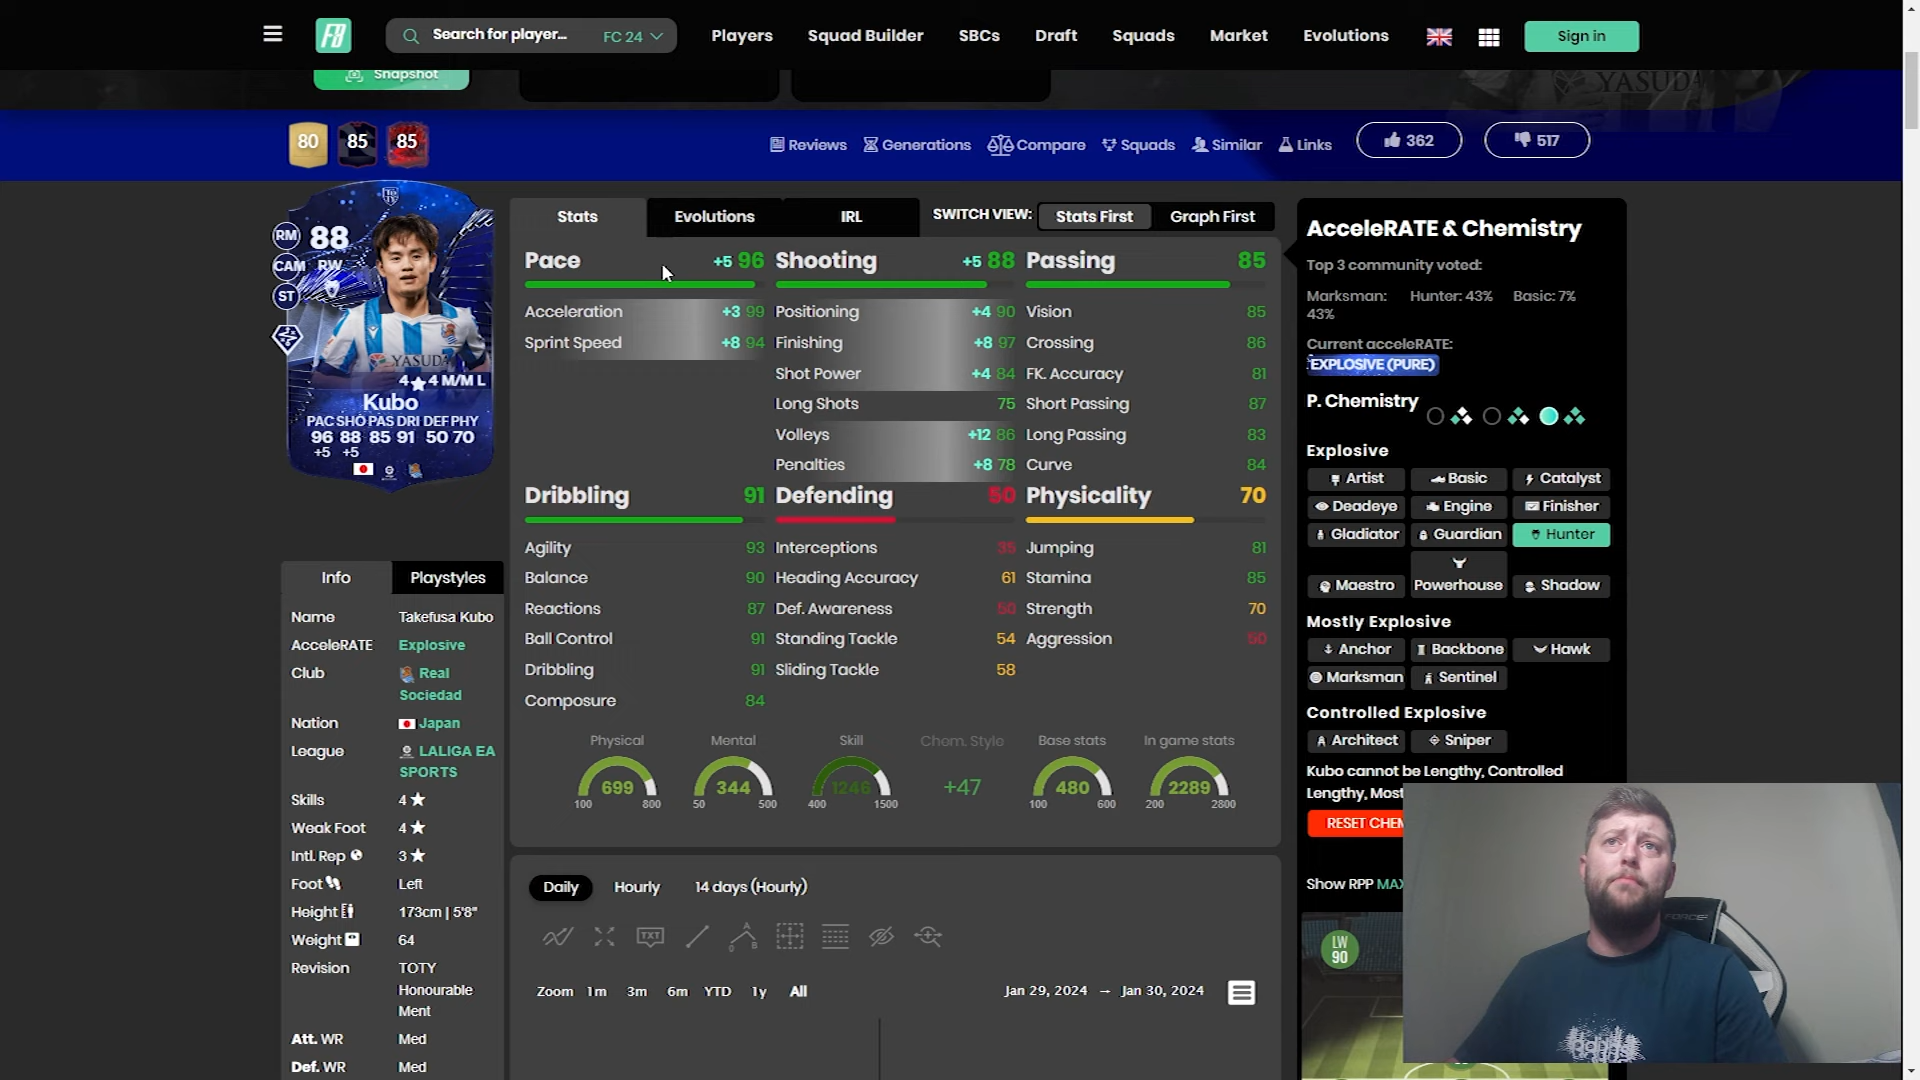 FB
Search for player...
FC 24
Players
Squad Builder
SBCs
Draft
Squads
Market
Evolutions
Sign in
Snapshot
YASUDA
80
85
85
Reviews
Generations
Compare
Squads
Similar
Links
362
517
RM
88
CAM
RW
ST
YASUDA
4★4 M/M L
Kubo
PAC SHO PAS DRI DEF PHY
96 88 85 91 50 70
+5 +5
Info
Playstyles
Name Takefusa Kubo
AcceleRATE Explosive
Club Real
Sociedad
Nation Japan
League LALIGA EA
SPORTS
Skills 4★
Weak Foot 4★
Intl. Rep 3★
Foot Left
Height 173cm | 5'8"
Weight 64
Revision TOTY
Honourable
Ment
Att. WR Med
Def. WR Med
Stats
Evolutions
IRL
SWITCH VIEW:
Stats First
Graph First
Pace +5 96
Acceleration +3 99
Sprint Speed +8 94
Shooting +5 88
Positioning +4 90
Finishing +8 97
Shot Power +4 84
Long Shots 75
Volleys +12 86
Penalties +8 78
Passing 85
Vision 85
Crossing 86
FK. Accuracy 81
Short Passing 87
Long Passing 83
Curve 84
Dribbling 91
Agility 93
Balance 90
Reactions 87
Ball Control 91
Dribbling 91
Composure 84
Defending 50
Interceptions 35
Heading Accuracy 61
Def. Awareness 50
Standing Tackle 54
Sliding Tackle 58
Physicality 70
Jumping 81
Stamina 85
Strength 70
Aggression 50
Physical
699
100 800
Mental
344
50 500
Skill
1246
400 1500
Chem. Style
+47
Base stats
480
100 600
In game stats
2289
200 2800
Daily
Hourly
14 days (Hourly)
TXT
A
B
Zoom 1m 3m 6m YTD 1y All
Jan 29, 2024 → Jan 30, 2024
AcceleRATE & Chemistry
Top 3 community voted:
Marksman: Hunter: 43% Basic: 7%
43%
Current acceleRATE:
EXPLOSIVE (PURE)
P. Chemistry
Explosive
Artist Basic Catalyst
Deadeye Engine Finisher
Gladiator Guardian Hunter
Maestro Powerhouse Shadow
Mostly Explosive
Anchor Backbone Hawk
Marksman Sentinel
Controlled Explosive
Architect Sniper
Kubo cannot be Lengthy, Controlled
Lengthy, Most
RESET CHEM
Show RPP MAX
LW
90
FORCE